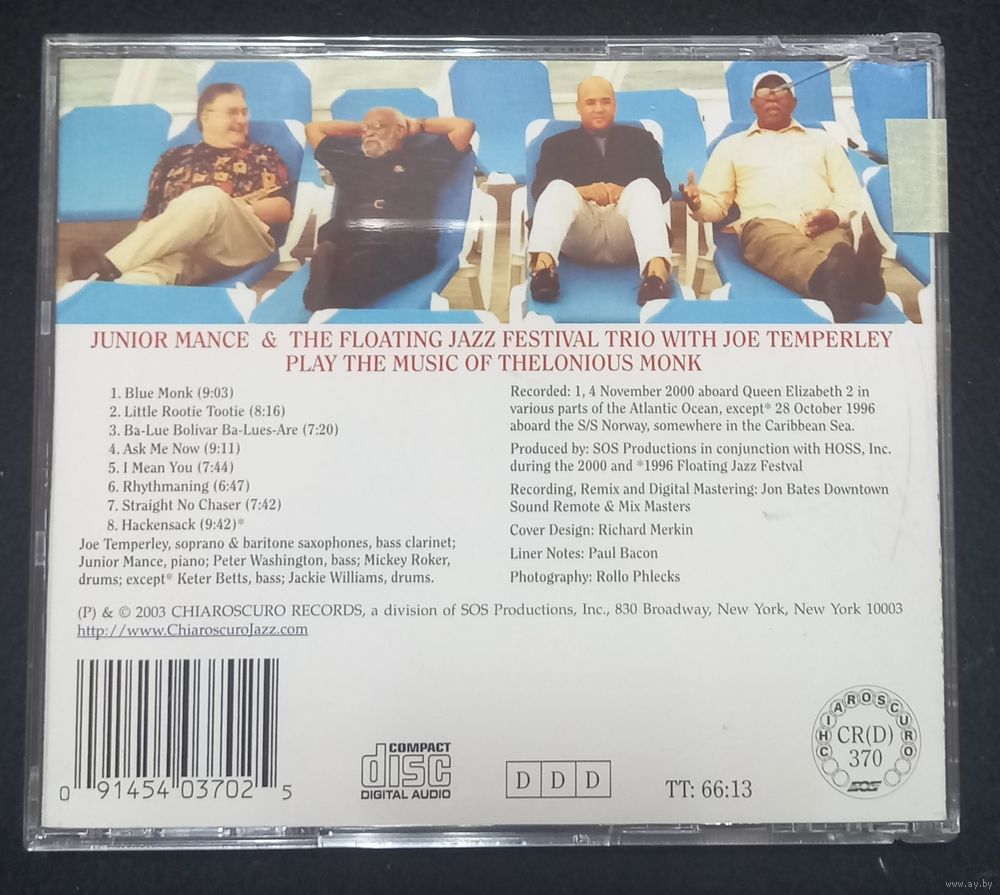 JUNIOR MANCE & THE FLOATING JAZZ FESTIVAL TRIO WITH JOE TEMPERLEY
PLAY THE MUSIC OF THELONIOUS MONK
1. Blue Monk (9:03)
2. Little Rootie Tootie (8:16)
3. Ba-Lue Bolivar Ba-Lues-Are (7:20)
4. Ask Me Now (9:11)
5. I Mean You (7:44)
6. Rhythmaning (6:47)
7. Straight No Chaser (7:42)
8. Hackensack (9:42)*
Joe Temperley, soprano & baritone saxophones, bass clarinet;
Junior Mance, piano; Peter Washington, bass; Mickey Roker,
drums; except* Keter Betts, bass; Jackie Williams, drums.
Recorded: 1, 4 November 2000 aboard Queen Elizabeth 2 in
various parts of the Atlantic Ocean, except* 28 October 1996
aboard the S/S Norway, somewhere in the Caribbean Sea.
Produced by: SOS Productions in conjunction with HOSS, Inc.
during the 2000 and *1996 Floating Jazz Festval
Recording, Remix and Digital Mastering: Jon Bates Downtown
Sound Remote & Mix Masters
Cover Design: Richard Merkin
Liner Notes: Paul Bacon
Photography: Rollo Phlecks
(P) & © 2003 CHIAROSCURO RECORDS, a division of SOS Productions, Inc., 830 Broadway, New York, New York 10003
http://www.ChiaroscuroJazz.com
0 91454 03702 5
COMPACT
disc
DIGITAL AUDIO
D D D
TT: 66:13
CHIAROSCURO
CR(D)
370
SOS
www.ay.by